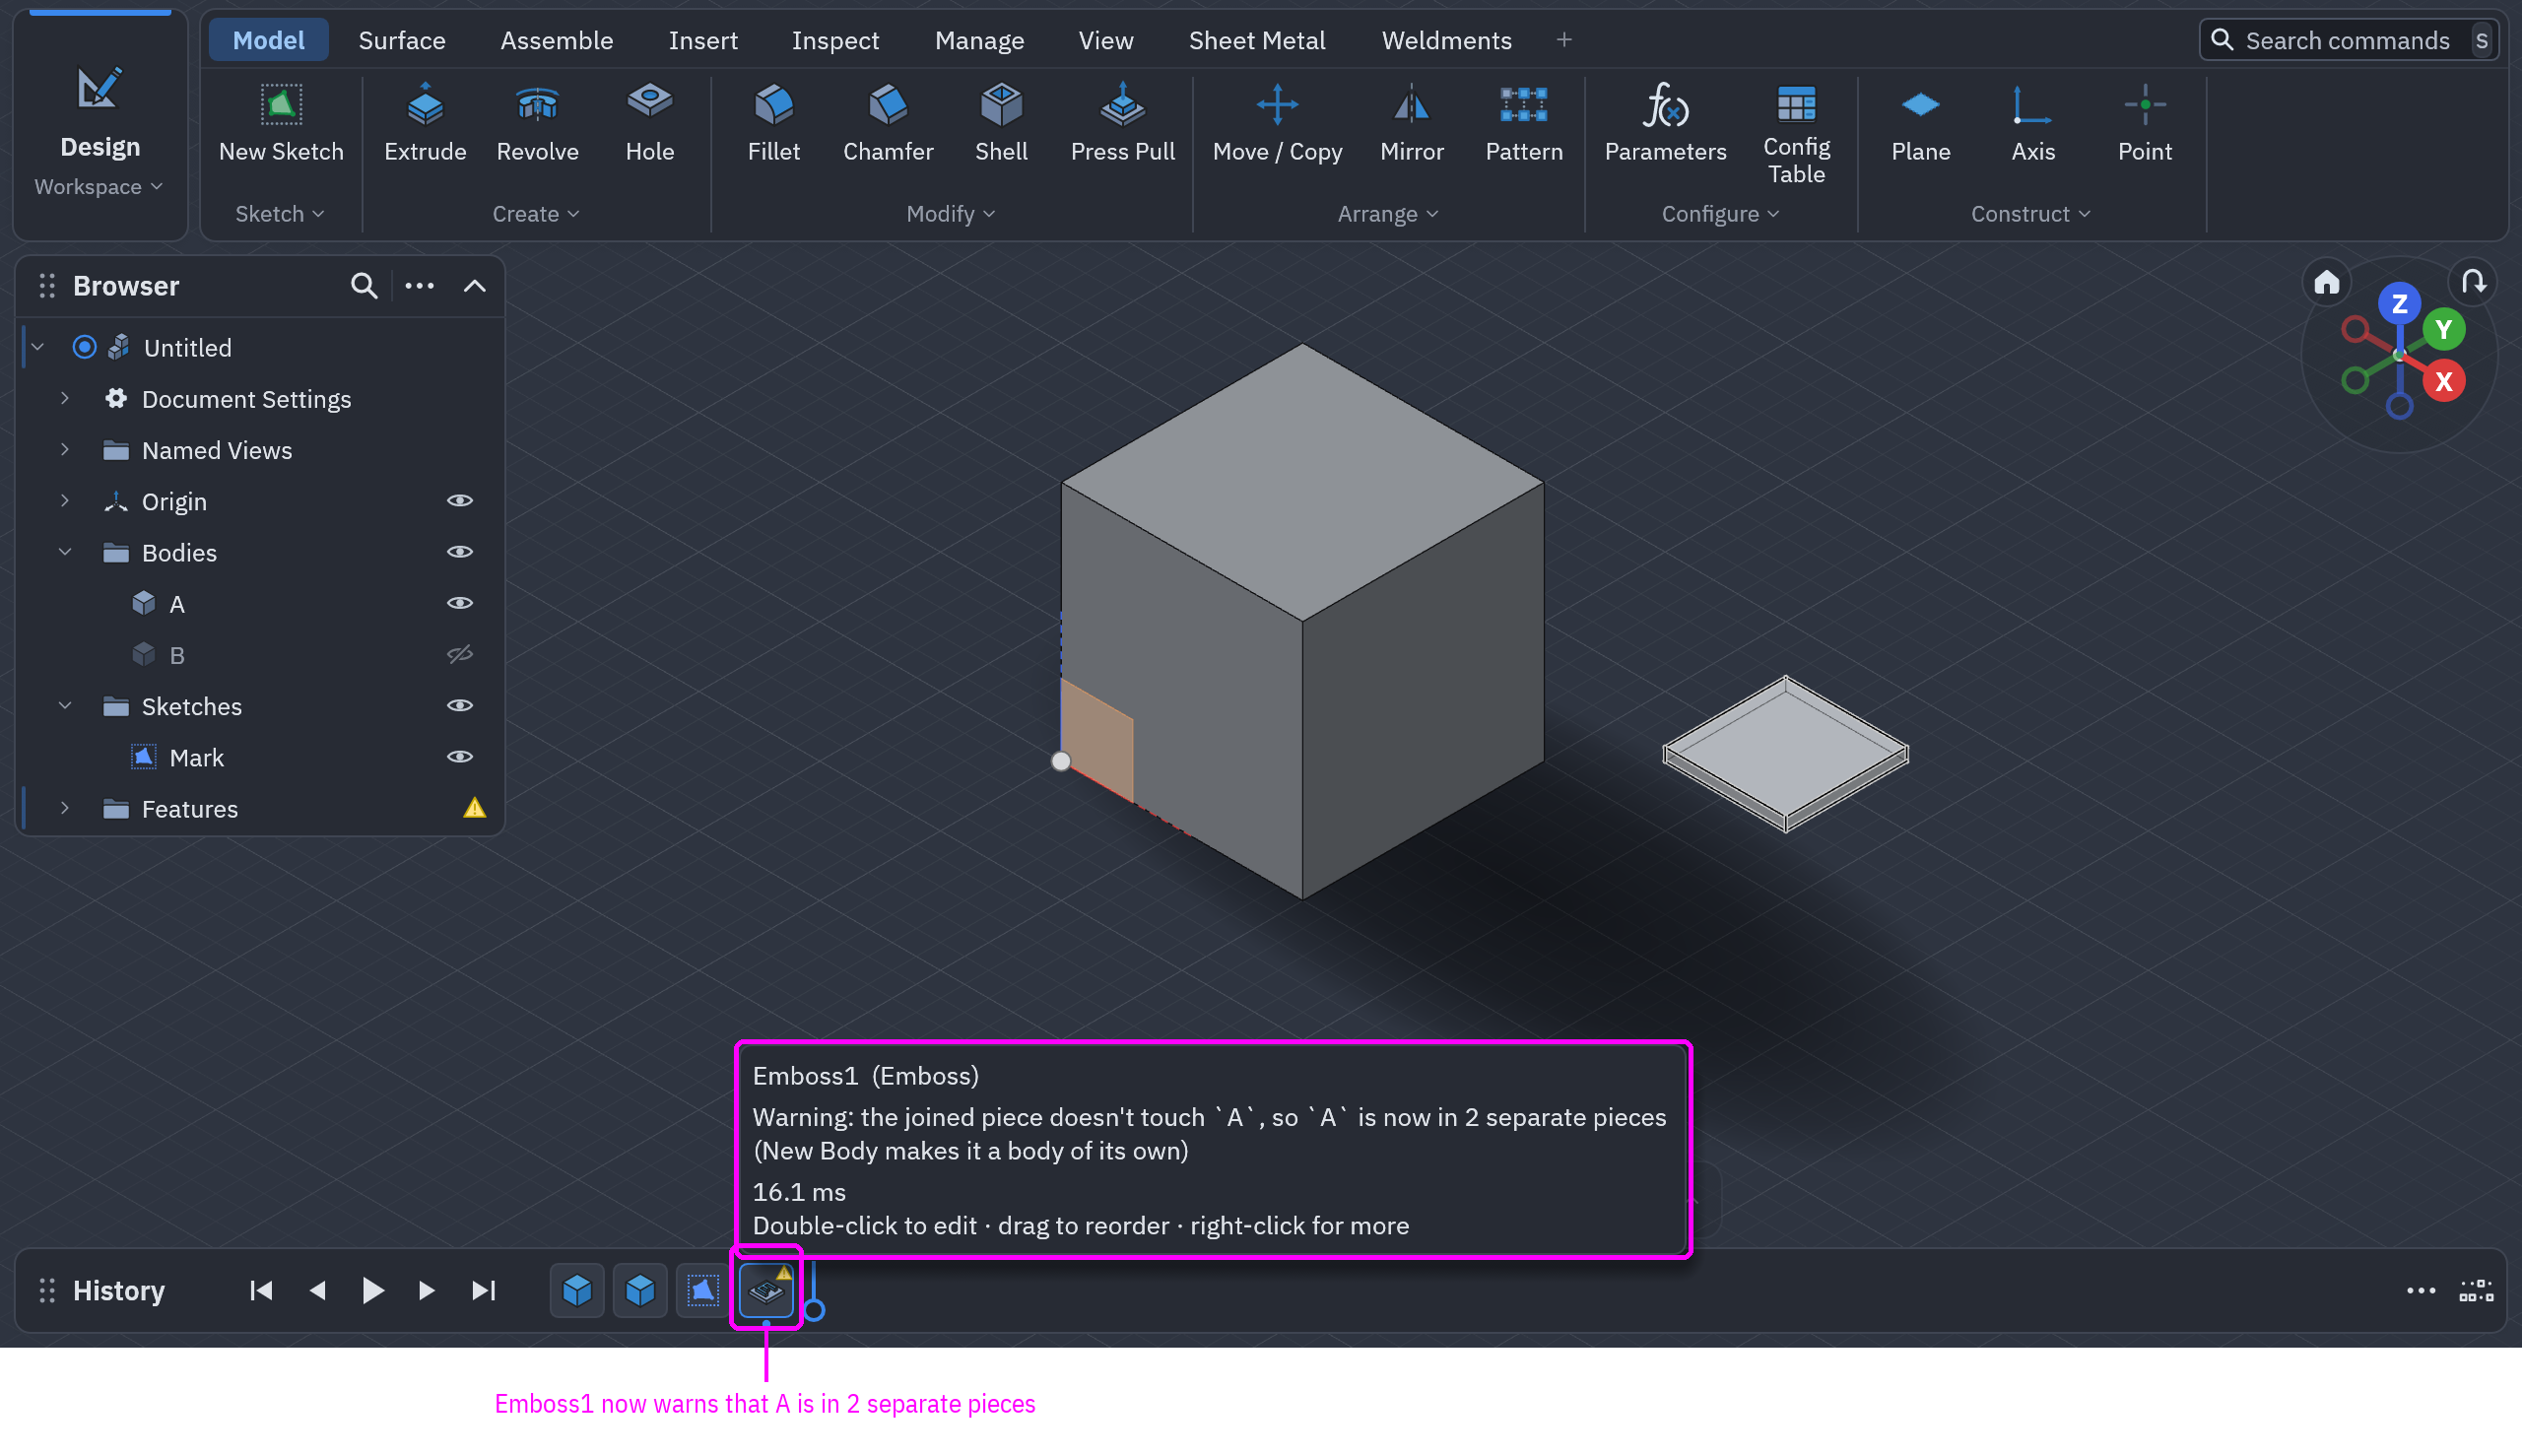 Model Surface Assemble Insert Inspect Manage View Sheet Metal Weldments + Search commands S
Design
Workspace
New Sketch Extrude Revolve Hole Fillet Chamfer Shell Press Pull Move / Copy Mirror Pattern Parameters Config Table Plane Axis Point
Sketch Create Modify Arrange Configure Construct
Browser
Untitled
Document Settings
Named Views
Origin
Bodies
A
B
Sketches
Mark
Features
Z
Y
X
Emboss1 (Emboss)
Warning: the joined piece doesn't touch `A`, so `A` is now in 2 separate pieces
(New Body makes it a body of its own)
16.1 ms
Double-click to edit · drag to reorder · right-click for more
History
Emboss1 now warns that A is in 2 separate pieces